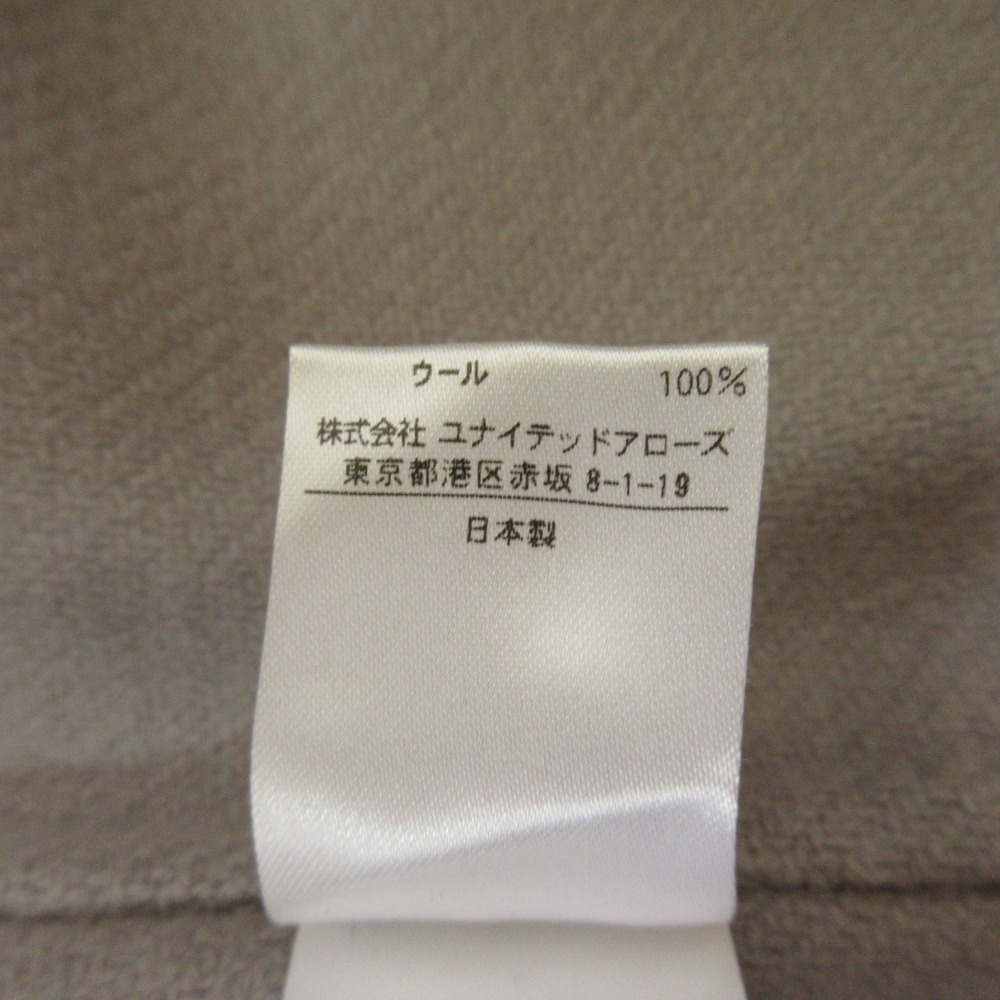 ウール 100%
株式会社 ユナイテッドアローズ
東京都港区赤坂 8-1-19
日本製